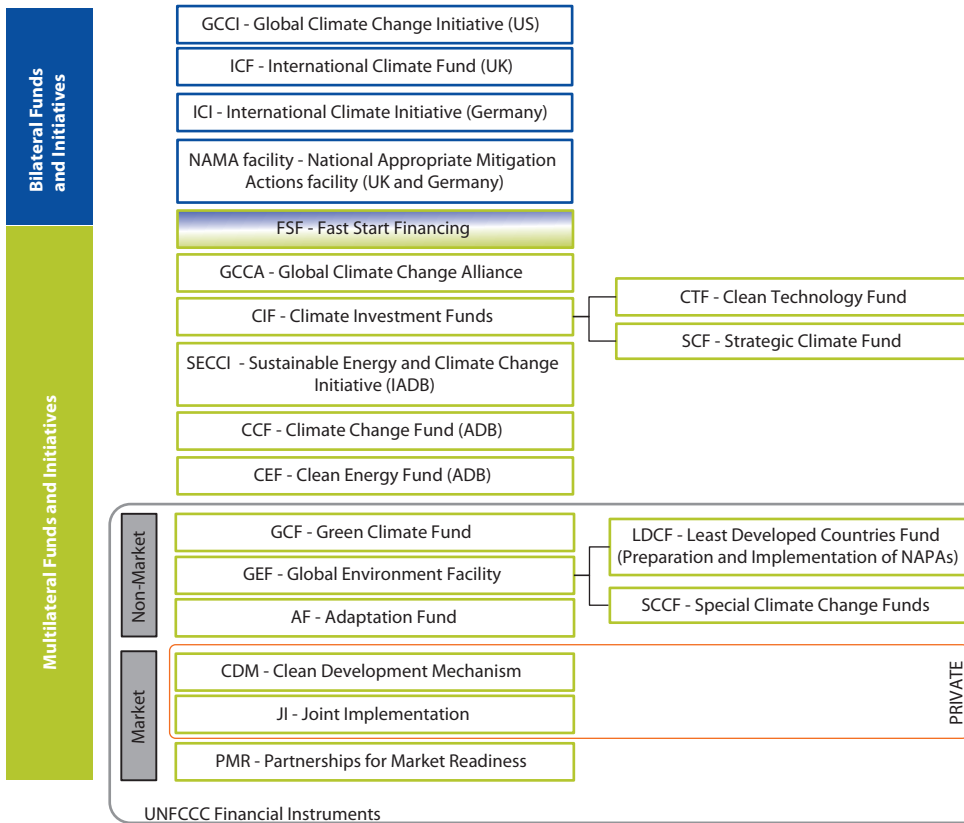 Bilateral Funds
and Initiatives
GCCI - Global Climate Change Initiative (US)
ICF - International Climate Fund (UK)
ICI - International Climate Initiative (Germany)
NAMA facility - National Appropriate Mitigation
Actions facility (UK and Germany)
FSF - Fast Start Financing
Multilateral Funds and Initiatives
GCCA - Global Climate Change Alliance
CIF - Climate Investment Funds
CTF - Clean Technology Fund
SCF - Strategic Climate Fund
SECCI - Sustainable Energy and Climate Change
Initiative (IADB)
CCF - Climate Change Fund (ADB)
CEF - Clean Energy Fund (ADB)
Non-Market
GCF - Green Climate Fund
GEF - Global Environment Facility
LDCF - Least Developed Countries Fund
(Preparation and Implementation of NAPAs)
SCCF - Special Climate Change Funds
AF - Adaptation Fund
Market
CDM - Clean Development Mechanism
JI - Joint Implementation
PRIVATE
PMR - Partnerships for Market Readiness
UNFCCC Financial Instruments